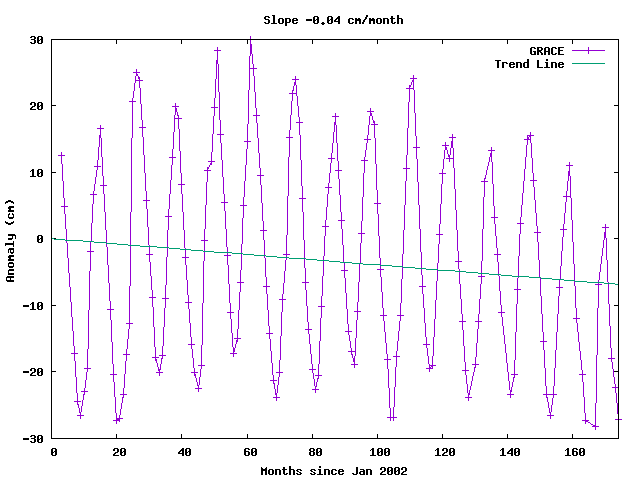 Slope -0.04 cm/month
GRACE
Trend Line
30
20
10
0
-10
-20
-30
Anomaly (cm)
0 20 40 60 80 100 120 140 160
Months since Jan 2002